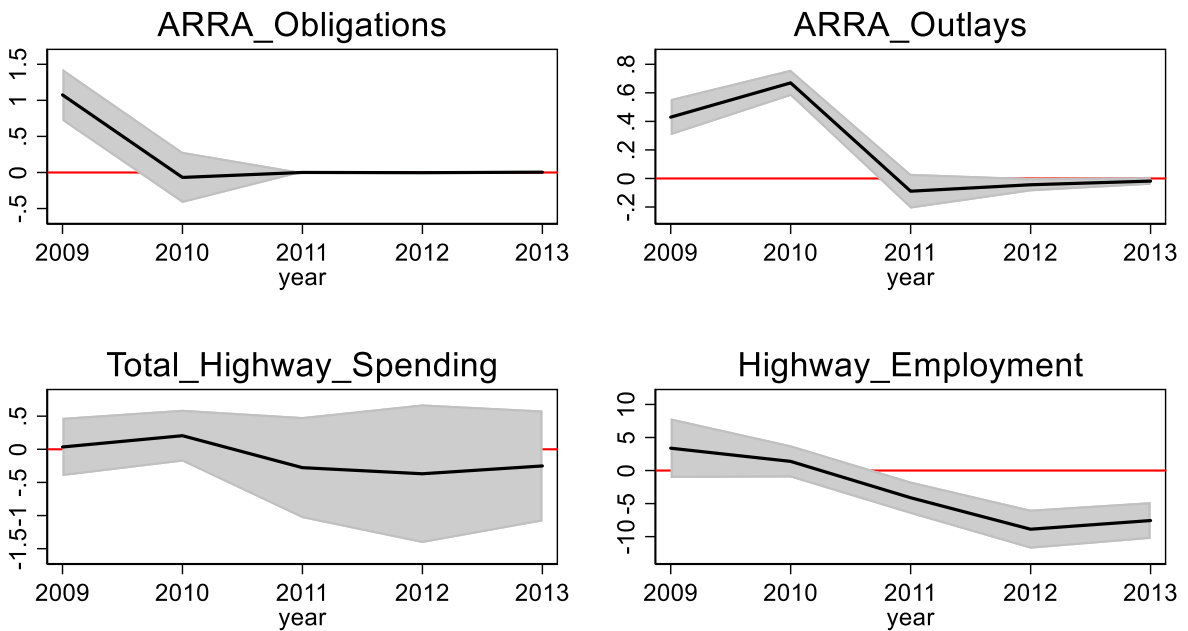 ARRA_Obligations
1.5
1
.5
0
-.5
2009 2010 2011 2012 2013
year
ARRA_Outlays
.8
.6
.4
.2
0
-.2
2009 2010 2011 2012 2013
year
Total_Highway_Spending
.5
0
-.5
-1
-1.5
2009 2010 2011 2012 2013
year
Highway_Employment
10
5
0
-5
-10
2009 2010 2011 2012 2013
year